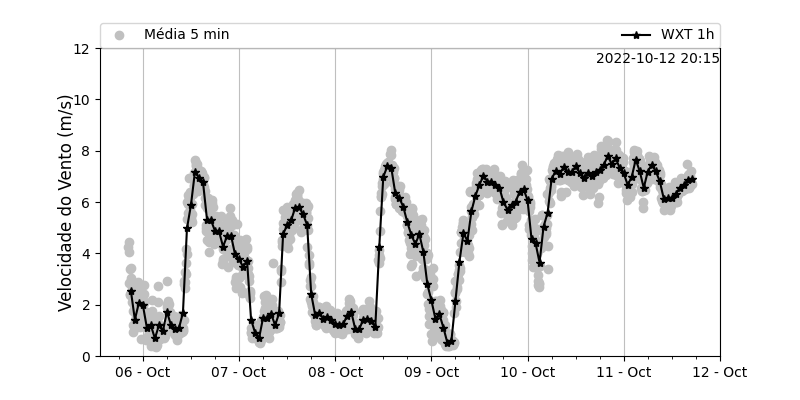 Média 5 min
WXT 1h
2022-10-12 20:15
Velocidade do Vento (m/s)
12
10
8
6
4
2
0
06 - Oct
07 - Oct
08 - Oct
09 - Oct
10 - Oct
11 - Oct
12 - Oct